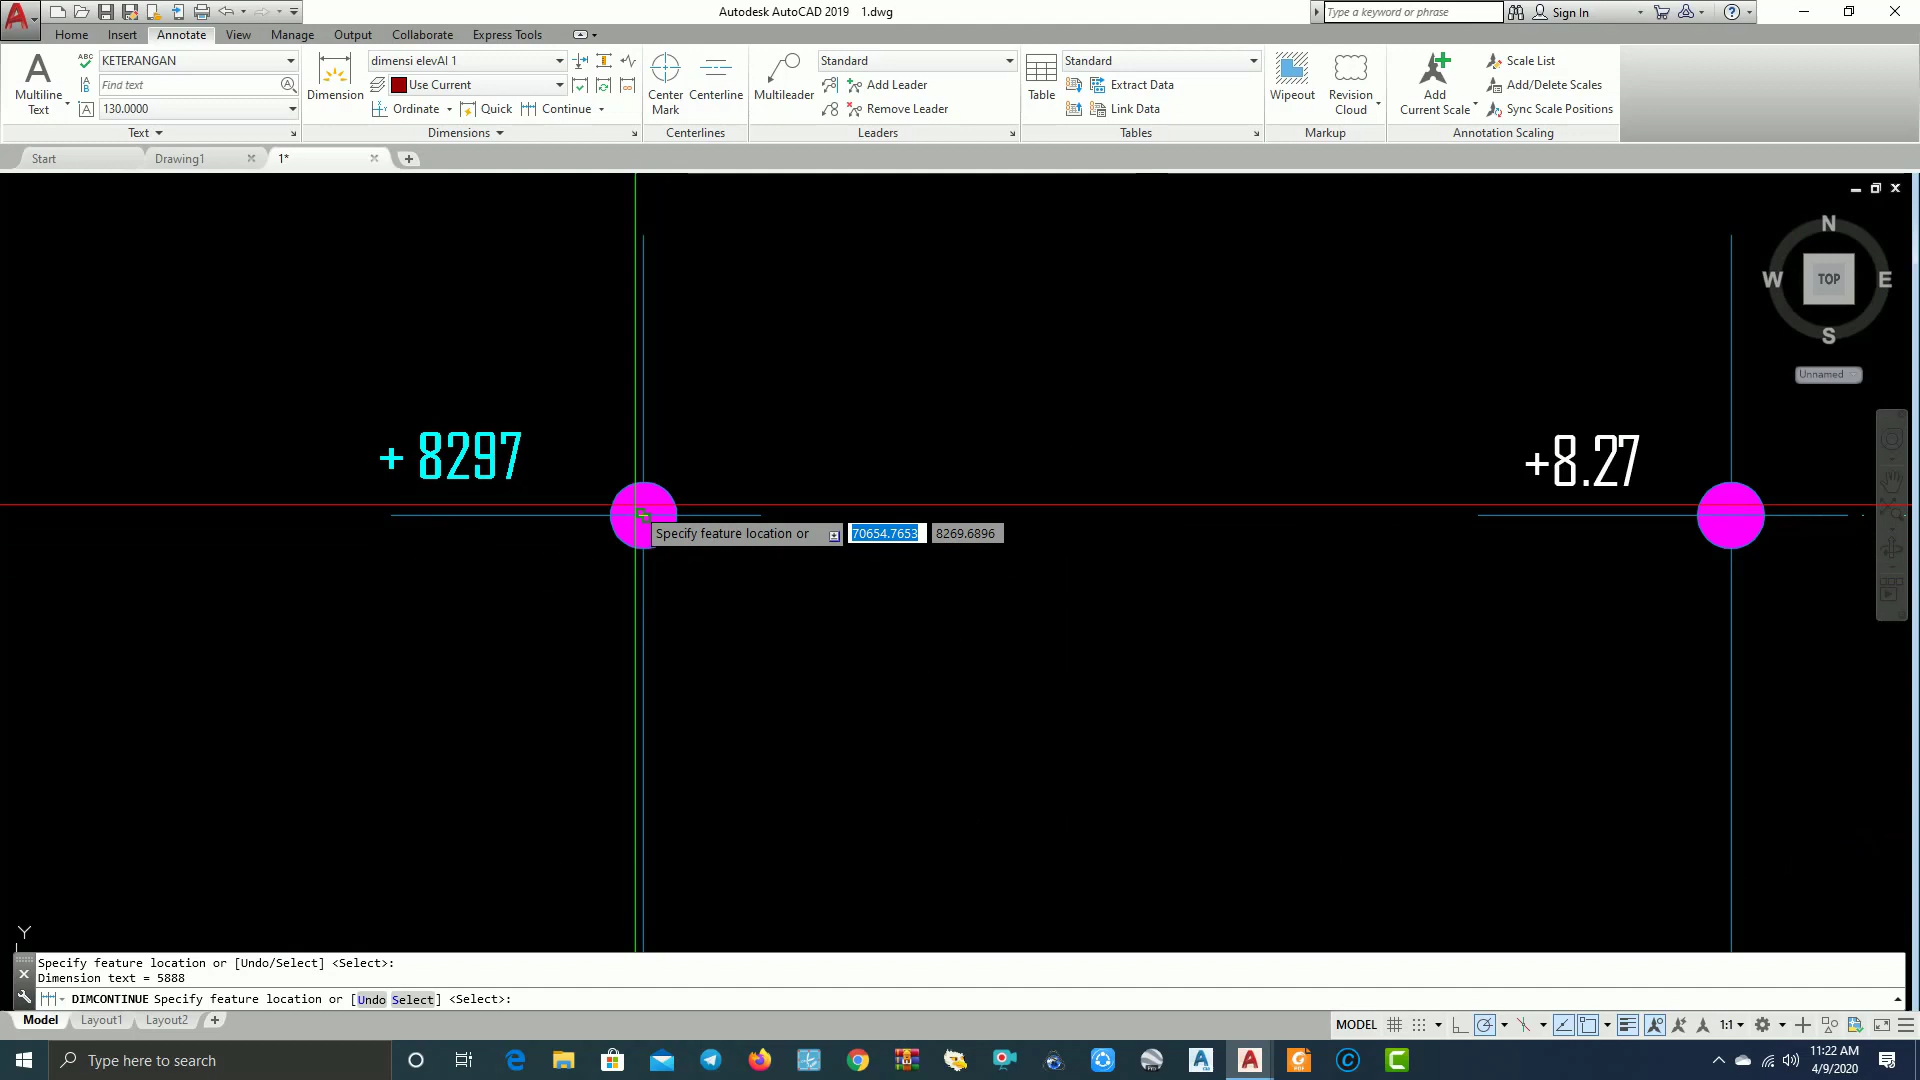 Autodesk AutoCAD 2019 1.dwg
Type a keyword or phrase
Sign In
Home Insert Annotate View Manage Output Collaborate Express Tools
KETERANGAN
Find text
130.0000
Multiline Text
Text
Dimension
dimensi elevAI 1
Use Current
Ordinate Quick Continue
Dimensions
Center Mark
Centerline
Centerlines
Multileader
Standard
Add Leader
Remove Leader
Leaders
Table
Standard
Extract Data
Link Data
Tables
Wipeout
Revision Cloud
Markup
Add Current Scale
Scale List
Add/Delete Scales
Sync Scale Positions
Annotation Scaling
Start Drawing1 1*
N
W TOP E
S
Unnamed
+ 8297
+8.27
Specify feature location or 70654.7653 8269.6896
Y
Specify feature location or [Undo/Select] <Select>:
Dimension text = 5888
DIMCONTINUE Specify feature location or [Undo Select] <Select>:
Model Layout1 Layout2
MODEL 1:1
Type here to search
11:22 AM
4/9/2020